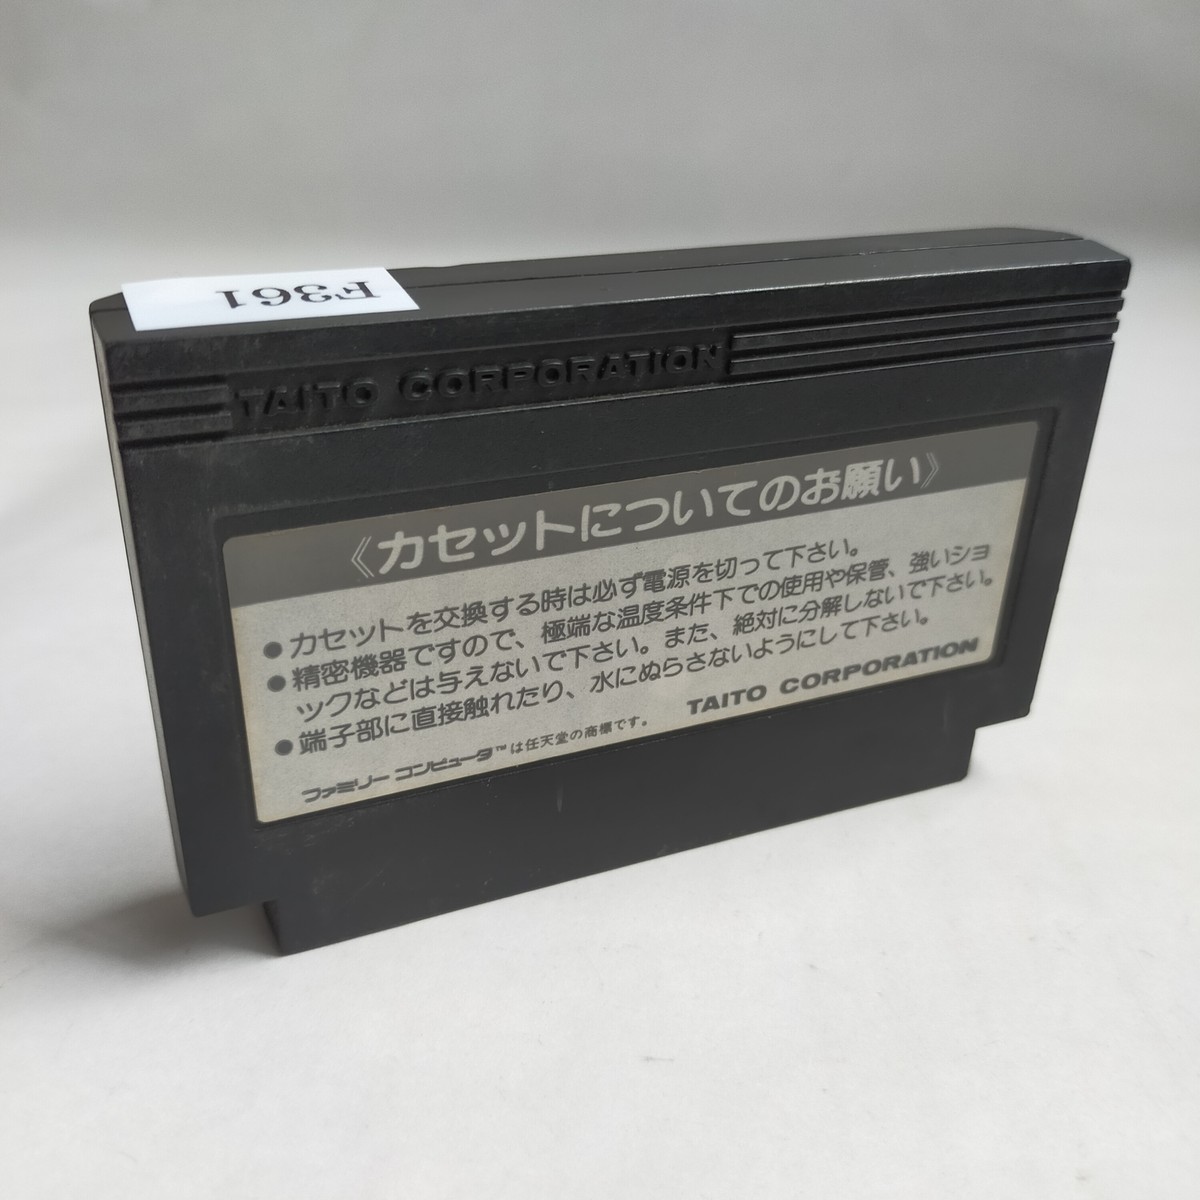 F361
TAITO CORPORATION
《カセットについてのお願い》
●カセットを交換する時は必ず電源を切って下さい。
●精密機器ですので、極端な温度条件下での使用や保管、強いショ
ックなどは与えないで下さい。また、絶対に分解しないで下さい。
●端子部に直接触れたり、水にぬらさないようにして下さい。
TAITO CORPORATION
ファミリーコンピュータ™は任天堂の商標です。